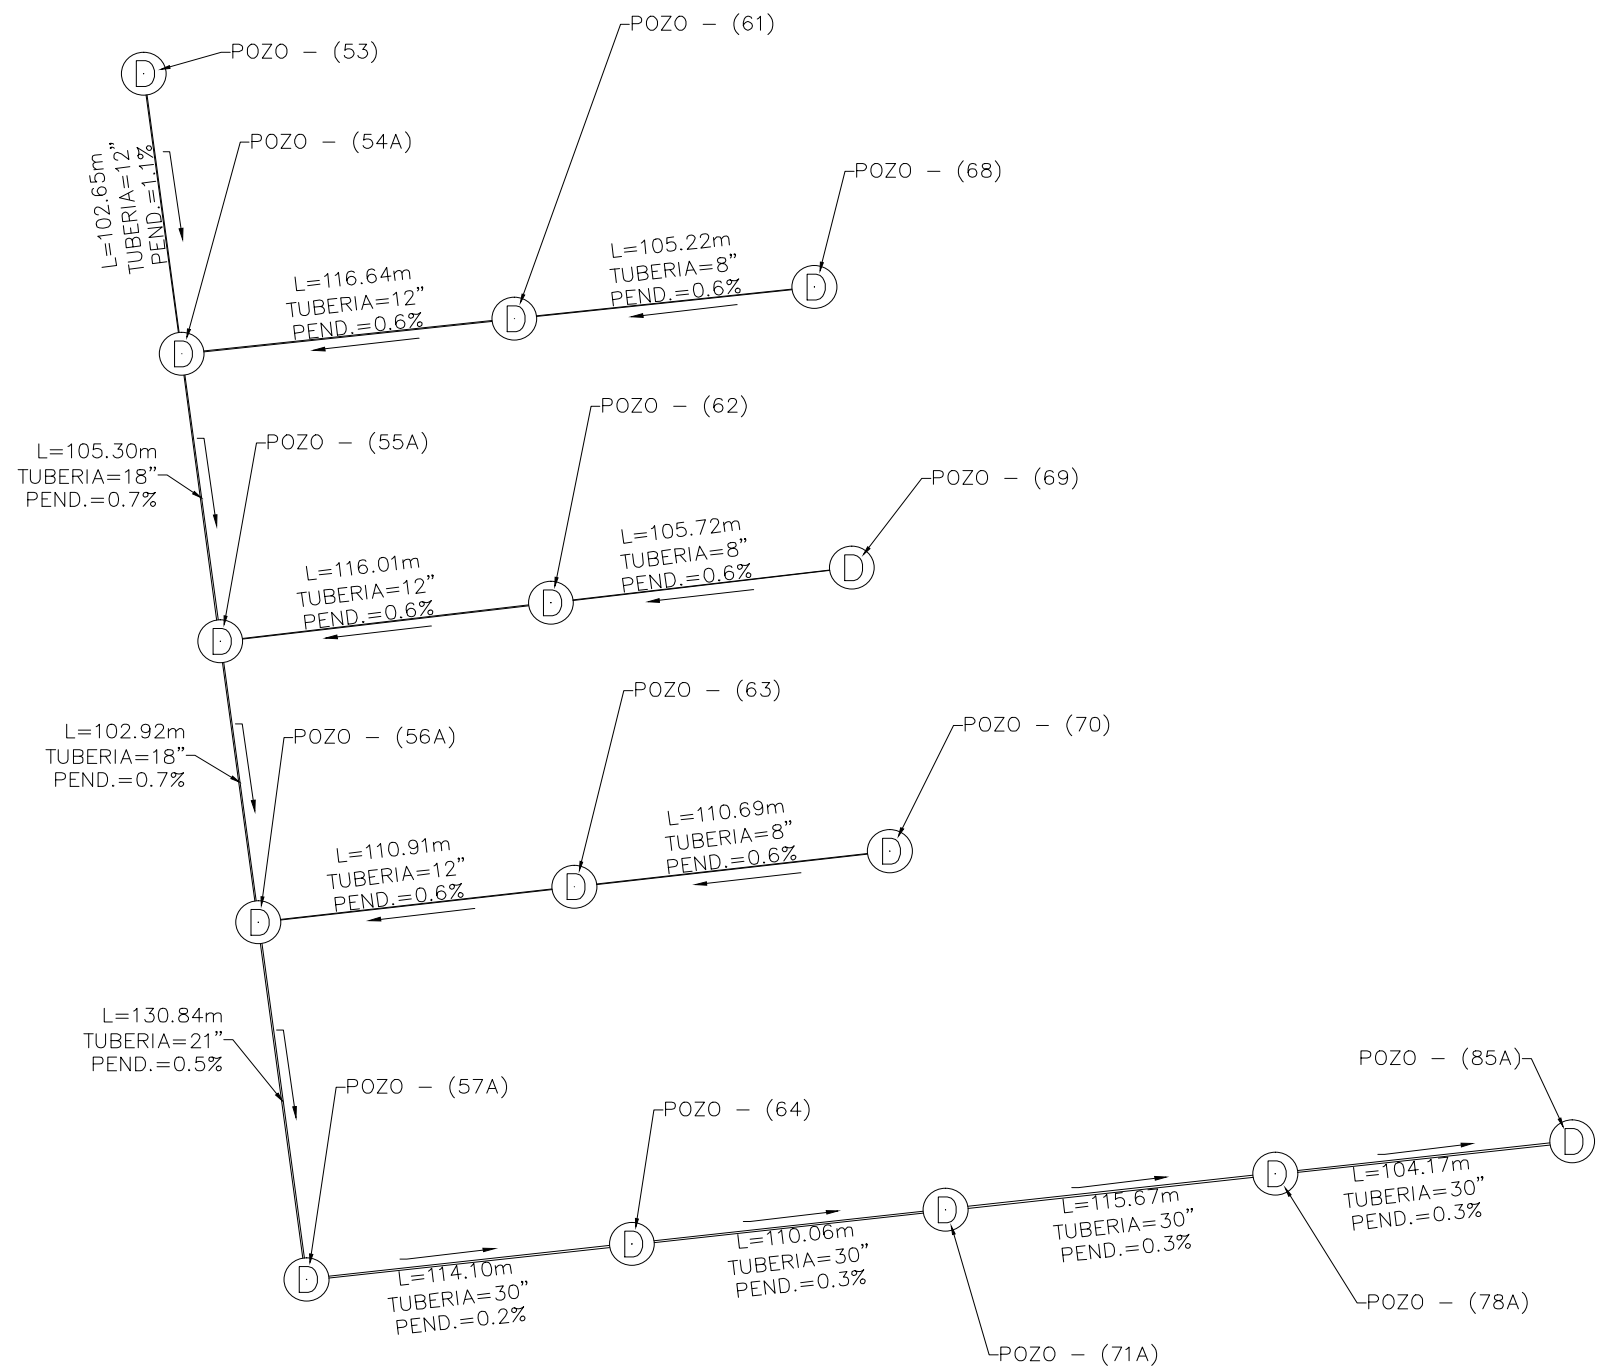 POZO - (61)
POZO - (53)
D
POZO - (54A)
L=102.65m
TUBERIA=12"
PEND.=1.1%
POZO - (68)
L=105.22m
TUBERIA=8"
PEND.=0.6%
D
L=116.64m
TUBERIA=12"
PEND.=0.6%
D
D
POZO - (62)
POZO - (55A)
L=105.30m
TUBERIA=18"
PEND.=0.7%
POZO - (69)
L=105.72m
TUBERIA=8"
PEND.=0.6%
D
L=116.01m
TUBERIA=12"
PEND.=0.6%
D
D
POZO - (63)
POZO - (70)
L=102.92m
TUBERIA=18"
PEND.=0.7%
POZO - (56A)
L=110.69m
TUBERIA=8"
PEND.=0.6%
D
L=110.91m
TUBERIA=12"
PEND.=0.6%
D
D
L=130.84m
TUBERIA=21"
PEND.=0.5%
POZO - (57A)
POZO - (64)
POZO - (85A)
D
L=104.17m
TUBERIA=30"
PEND.=0.3%
D
L=115.67m
TUBERIA=30"
PEND.=0.3%
D
L=110.06m
TUBERIA=30"
PEND.=0.3%
D
L=114.10m
TUBERIA=30"
PEND.=0.2%
D
POZO - (78A)
POZO - (71A)